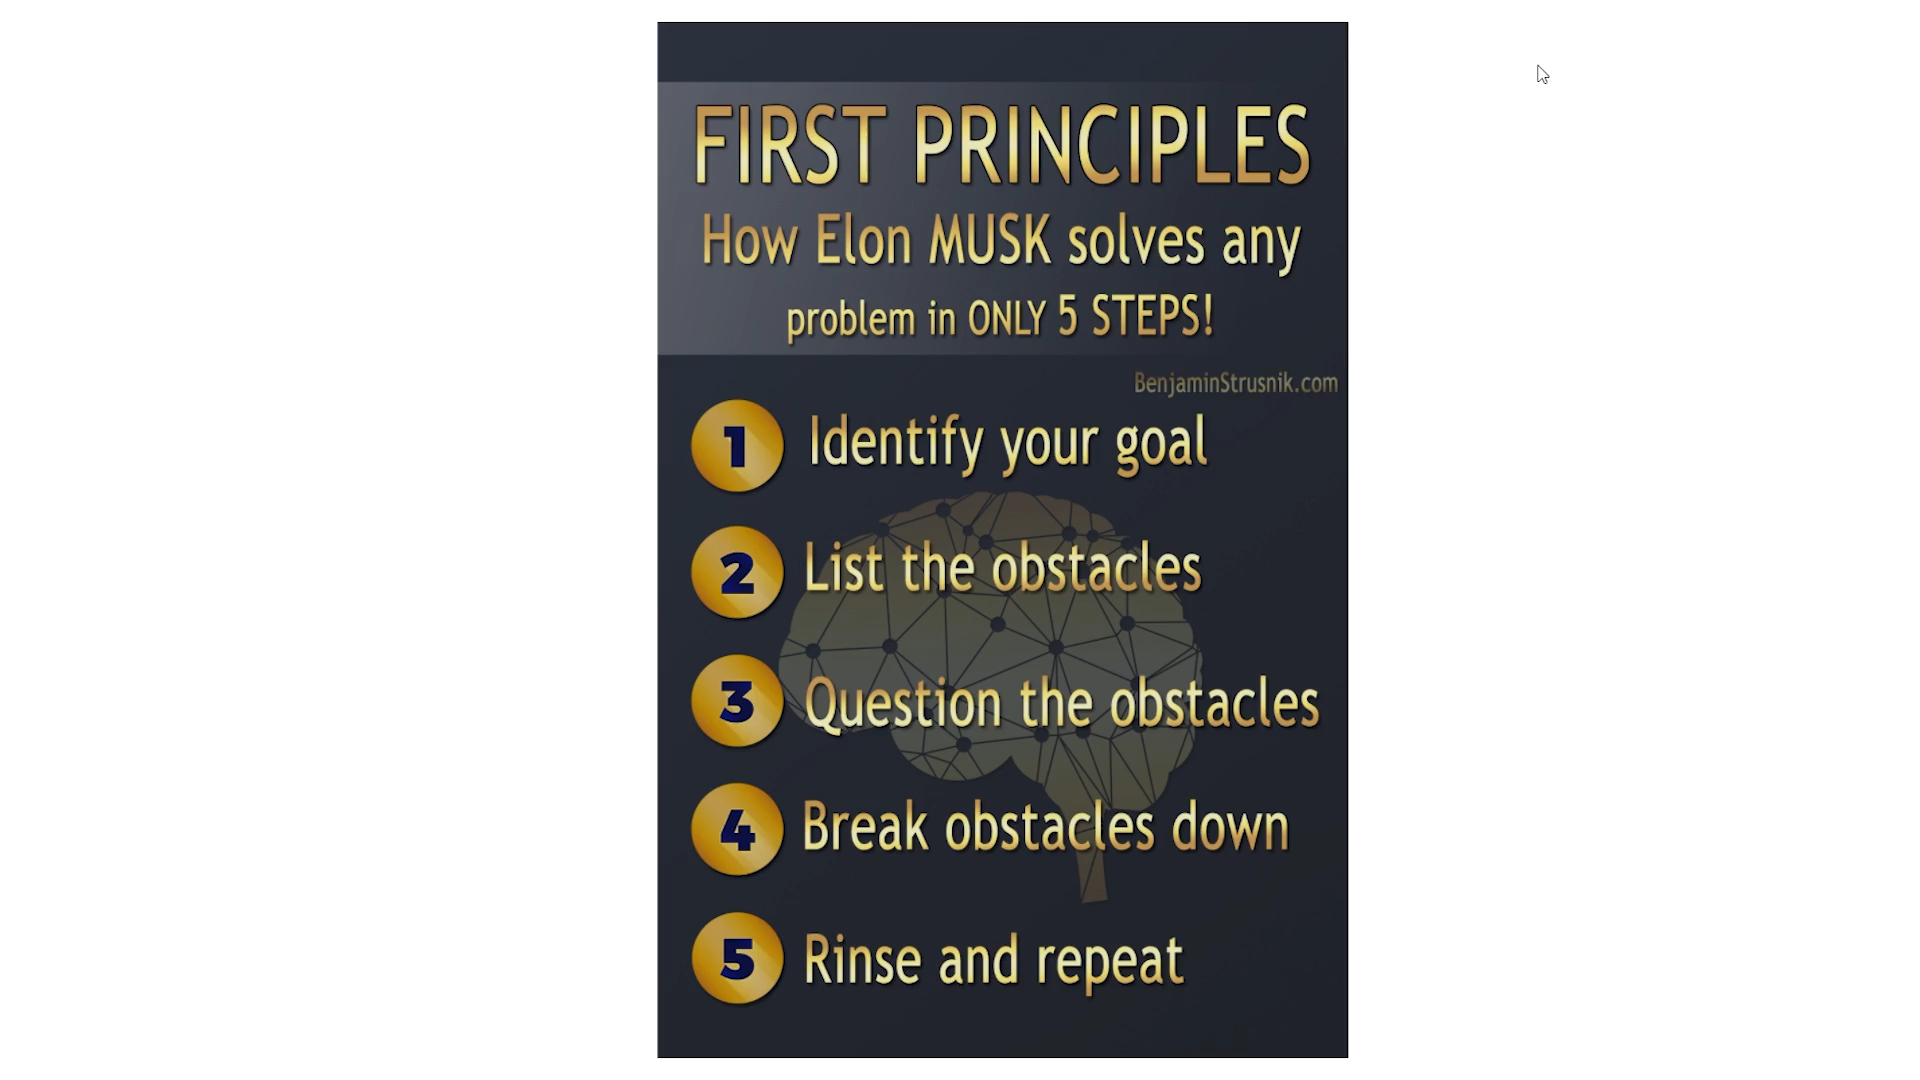 FIRST PRINCIPLES
How Elon MUSK solves any
problem in ONLY 5 STEPS!
BenjaminStrusnik.com
1 Identify your goal
2 List the obstacles
3 Question the obstacles
4 Break obstacles down
5 Rinse and repeat